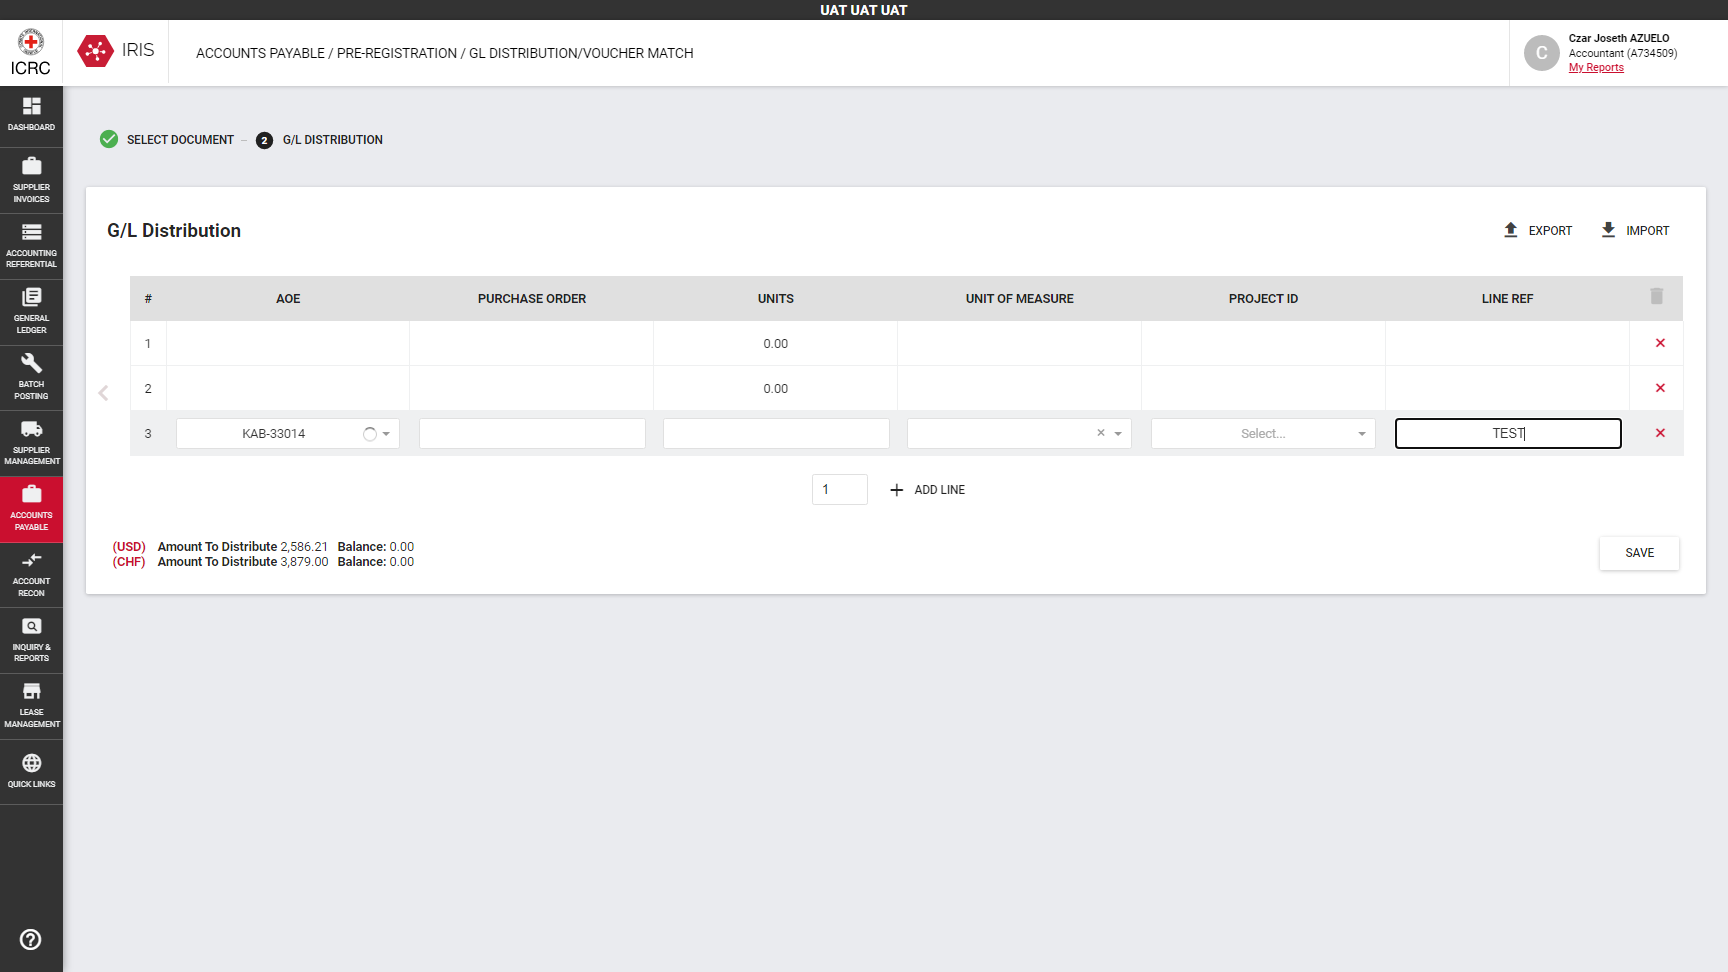 UAT UAT UAT
ICRC
IRIS
ACCOUNTS PAYABLE / PRE-REGISTRATION / GL DISTRIBUTION/VOUCHER MATCH
C
Czar Joseth AZUELO
Accountant (A734509)
My Reports
DASHBOARD
SUPPLIER
INVOICES
ACCOUNTING
REFERENTIAL
GENERAL
LEDGER
BATCH
POSTING
SUPPLIER
MANAGEMENT
ACCOUNTS
PAYABLE
ACCOUNT
RECON
INQUIRY &
REPORTS
LEASE
MANAGEMENT
QUICK LINKS
SELECT DOCUMENT
2 G/L DISTRIBUTION
G/L Distribution
EXPORT
IMPORT
# AOE PURCHASE ORDER UNITS UNIT OF MEASURE PROJECT ID LINE REF
1 0.00
2 0.00
3 KAB-33014 Select... TEST
1 ADD LINE
(USD) Amount To Distribute 2,586.21 Balance: 0.00
(CHF) Amount To Distribute 3,879.00 Balance: 0.00
SAVE